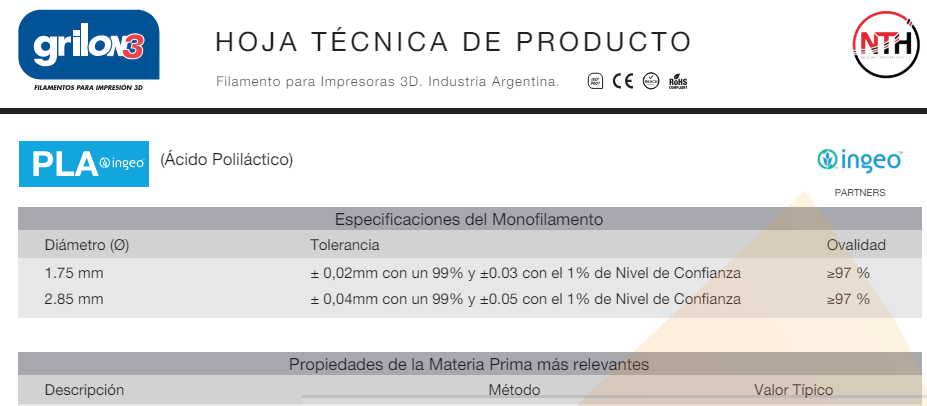 grilon3
FILAMENTOS PARA IMPRESIÓN 3D
HOJA TÉCNICA DE PRODUCTO
Filamento para Impresoras 3D. Industria Argentina.
CE
REACH
RoHS
COMPLIANT
NTH
PLA ingeo (Ácido Poliláctico)
ingeo™
PARTNERS
Especificaciones del Monofilamento
Diámetro (Ø) Tolerancia Ovalidad
1.75 mm ± 0,02mm con un 99% y ±0.03 con el 1% de Nivel de Confianza ≥97 %
2.85 mm ± 0,04mm con un 99% y ±0.05 con el 1% de Nivel de Confianza ≥97 %
Propiedades de la Materia Prima más relevantes
Descripción Método Valor Típico